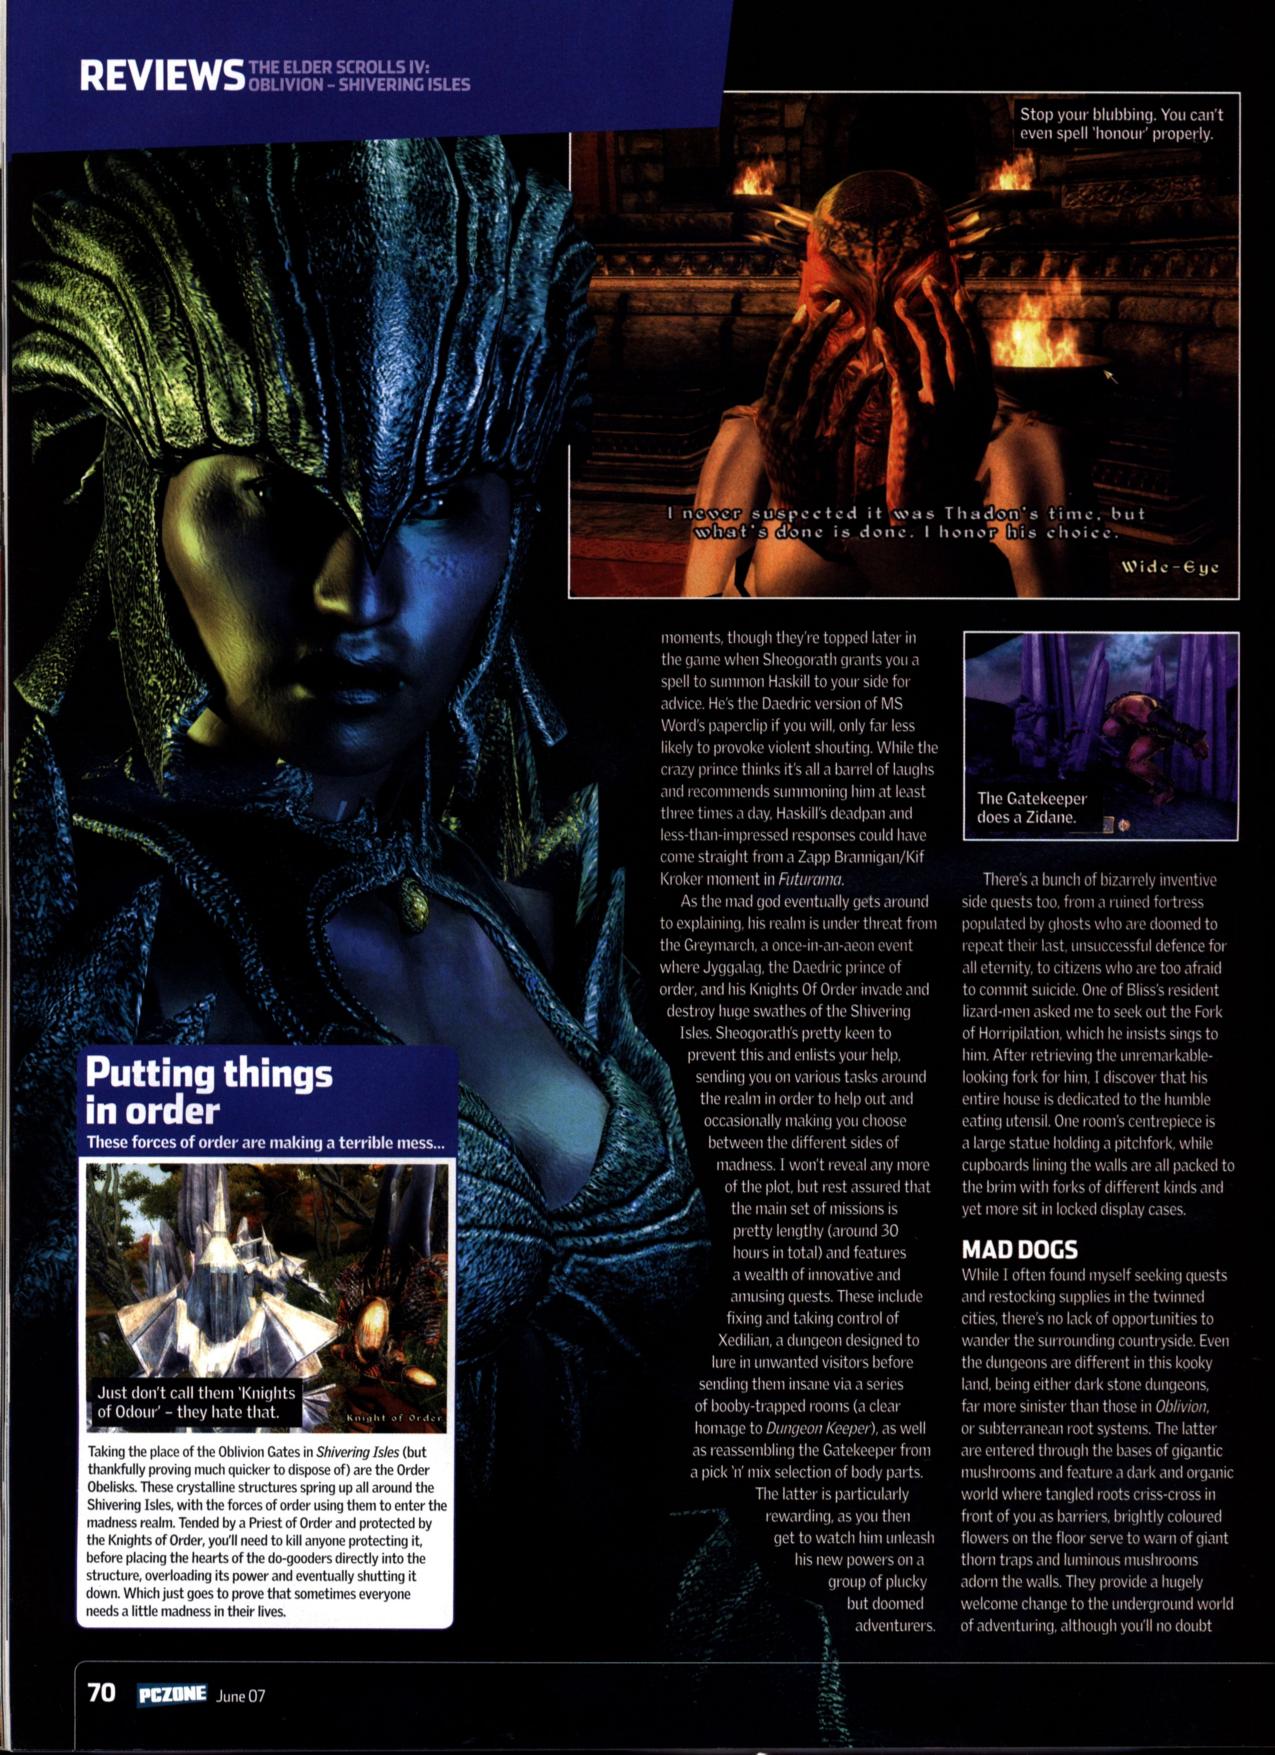 REVIEWS THE ELDER SCROLLS IV:
OBLIVION – SHIVERING ISLES
Stop your blubbing. You can't
even spell 'honour' properly.
I never suspected it was Thadon's time, but
what's done is done. I honor his choice.
Wide-Eye
moments, though they're topped later in
the game when Sheogorath grants you a
spell to summon Haskill to your side for
advice. He's the Daedric version of MS
Word's paperclip if you will, only far less
likely to provoke violent shouting. While the
crazy prince thinks it's all a barrel of laughs
and recommends summoning him at least
three times a day, Haskill's deadpan and
less-than-impressed responses could have
come straight from a Zapp Brannigan/Kif
Kroker moment in Futurama.
As the mad god eventually gets around
to explaining, his realm is under threat from
the Greymarch, a once-in-an-aeon event
where Jyggalag, the Daedric prince of
order, and his Knights Of Order invade and
destroy huge swathes of the Shivering
Isles. Sheogorath's pretty keen to
prevent this and enlists your help,
sending you on various tasks around
the realm in order to help out and
occasionally making you choose
between the different sides of
madness. I won't reveal any more
of the plot, but rest assured that
the main set of missions is
pretty lengthy (around 30
hours in total) and features
a wealth of innovative and
amusing quests. These include
fixing and taking control of
Xedilian, a dungeon designed to
lure in unwanted visitors before
sending them insane via a series
of booby-trapped rooms (a clear
homage to Dungeon Keeper), as well
as reassembling the Gatekeeper from
a pick 'n' mix selection of body parts.
The latter is particularly
rewarding, as you then
get to watch him unleash
his new powers on a
group of plucky
but doomed
adventurers.
The Gatekeeper
does a Zidane.
There's a bunch of bizarrely inventive
side quests too, from a ruined fortress
populated by ghosts who are doomed to
repeat their last, unsuccessful defence for
all eternity, to citizens who are too afraid
to commit suicide. One of Bliss's resident
lizard-men asked me to seek out the Fork
of Horripilation, which he insists sings to
him. After retrieving the unremarkable-
looking fork for him, I discover that his
entire house is dedicated to the humble
eating utensil. One room's centrepiece is
a large statue holding a pitchfork, while
cupboards lining the walls are all packed to
the brim with forks of different kinds and
yet more sit in locked display cases.
MAD DOGS
While I often found myself seeking quests
and restocking supplies in the twinned
cities, there's no lack of opportunities to
wander the surrounding countryside. Even
the dungeons are different in this kooky
land, being either dark stone dungeons,
far more sinister than those in Oblivion,
or subterranean root systems. The latter
are entered through the bases of gigantic
mushrooms and feature a dark and organic
world where tangled roots criss-cross in
front of you as barriers, brightly coloured
flowers on the floor serve to warn of giant
thorn traps and luminous mushrooms
adorn the walls. They provide a hugely
welcome change to the underground world
of adventuring, although you'll no doubt
Putting things
in order
These forces of order are making a terrible mess...
Just don't call them 'Knights
of Odour' – they hate that.
Knight of Order
Taking the place of the Oblivion Gates in Shivering Isles (but
thankfully proving much quicker to dispose of) are the Order
Obelisks. These crystalline structures spring up all around the
Shivering Isles, with the forces of order using them to enter the
madness realm. Tended by a Priest of Order and protected by
the Knights of Order, you'll need to kill anyone protecting it,
before placing the hearts of the do-gooders directly into the
structure, overloading its power and eventually shutting it
down. Which just goes to prove that sometimes everyone
needs a little madness in their lives.
70 PCZONE June 07